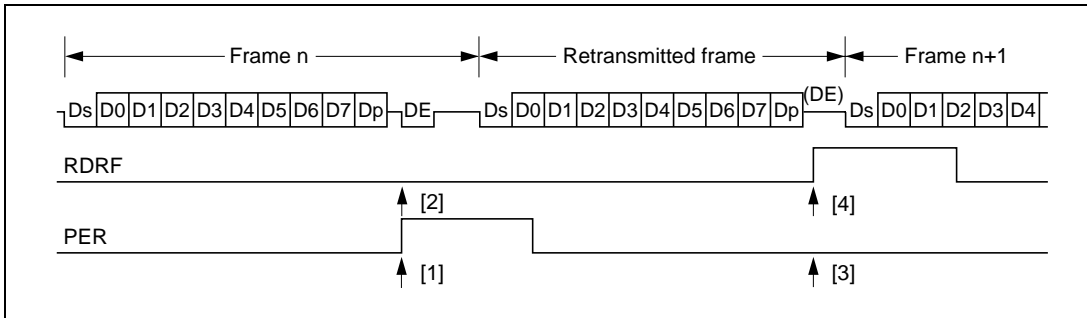 Frame n Retransmitted frame Frame n+1
Ds D0 D1 D2 D3 D4 D5 D6 D7 Dp DE Ds D0 D1 D2 D3 D4 D5 D6 D7 Dp (DE) Ds D0 D1 D2 D3 D4
RDRF
[2] [4]
PER
[1] [3]